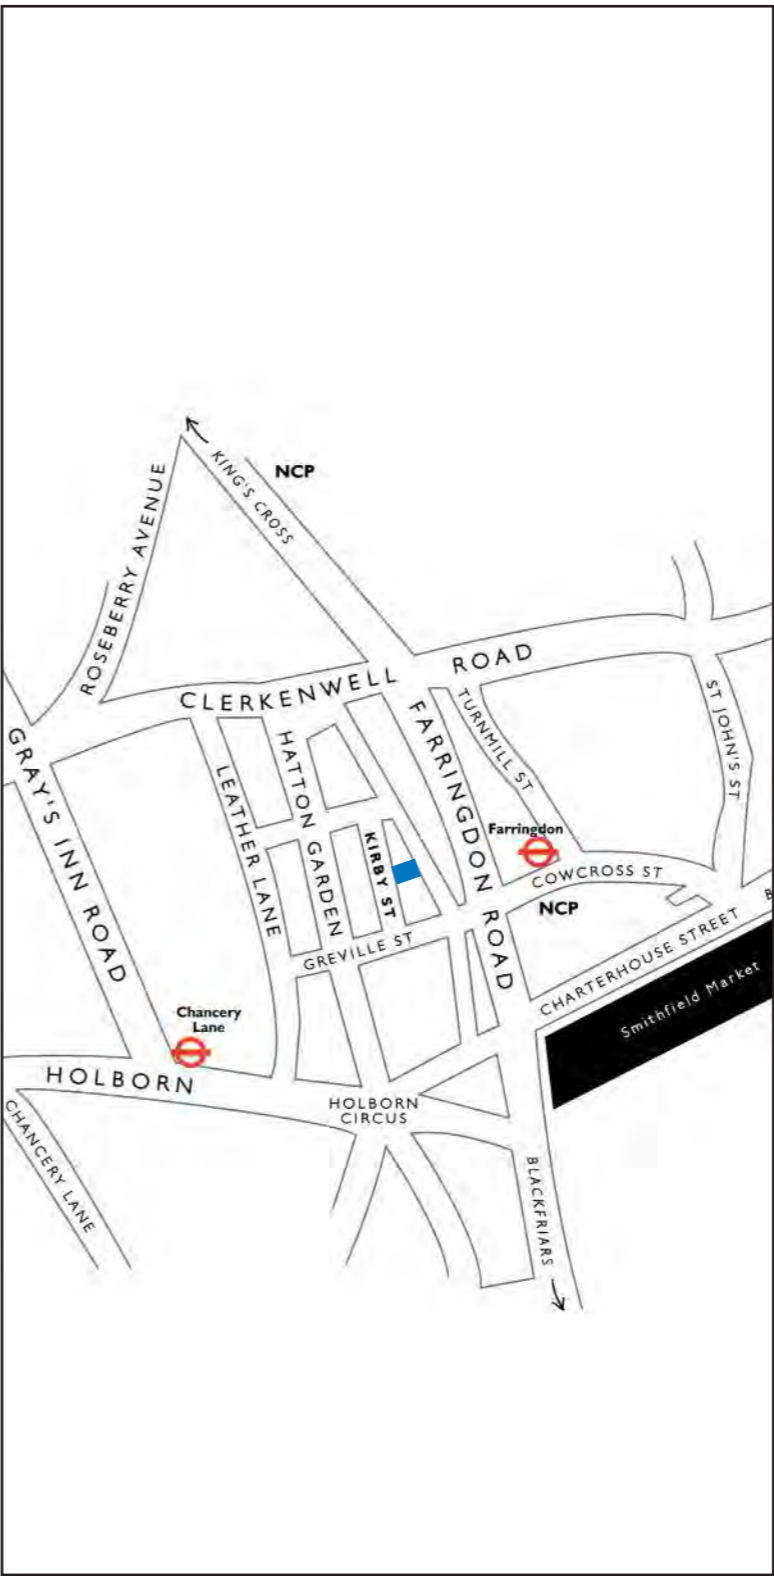 NCP
KING'S CROSS
ROSEBERRY AVENUE
CLERKENWELL ROAD
TURNMILL ST
ST JOHN'S ST
GRAY'S INN ROAD
LEATHER LANE
HATTON GARDEN
KIRBY ST
FARRINGDON ROAD
Farringdon
COWCROSS ST
NCP
GREVILLE ST
CHARTERHOUSE STREET
B
Smithfield Market
Chancery
Lane
HOLBORN
HOLBORN
CIRCUS
CHANCERY LANE
BLACKFRIARS